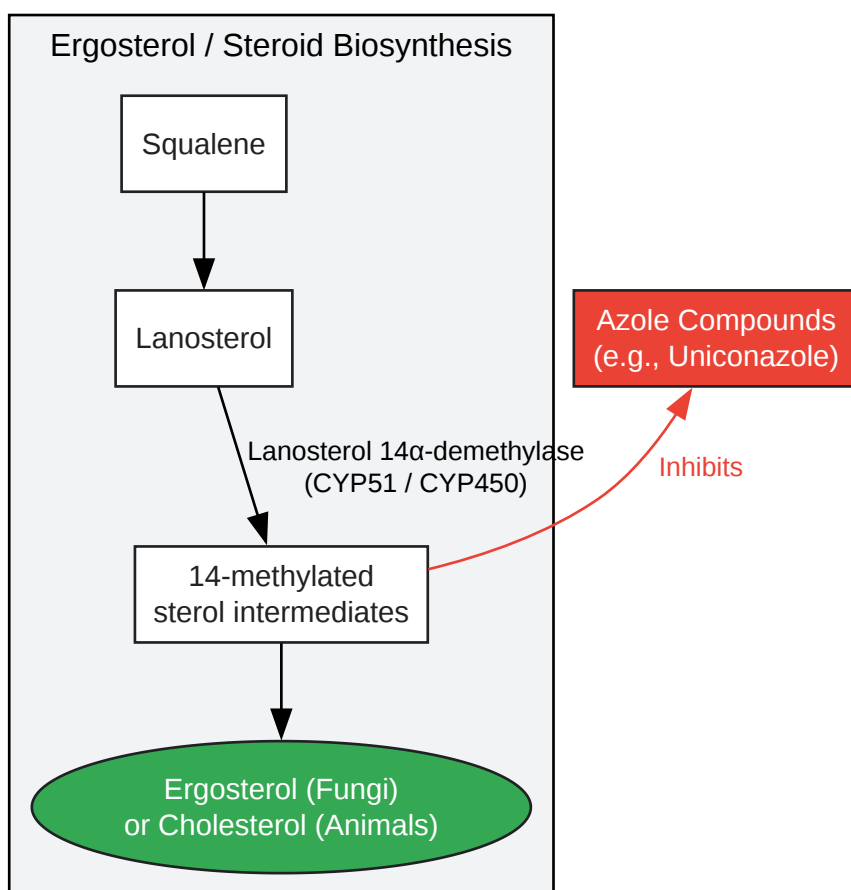 Ergosterol / Steroid Biosynthesis
Squalene
Lanosterol
Azole Compounds
(e.g., Uniconazole)
Lanosterol 14α-demethylase
(CYP51 / CYP450)
Inhibits
14-methylated
sterol intermediates
Ergosterol (Fungi)
or Cholesterol (Animals)